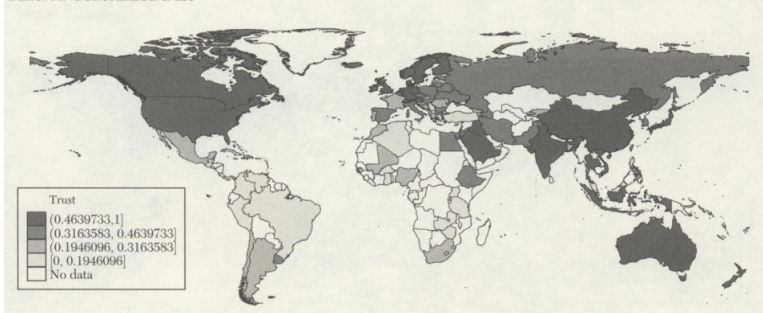 Trust
(0.4639733,1]
(0.3163583, 0.4639733]
(0.1946096, 0.3163583]
[0, 0.1946096]
No data